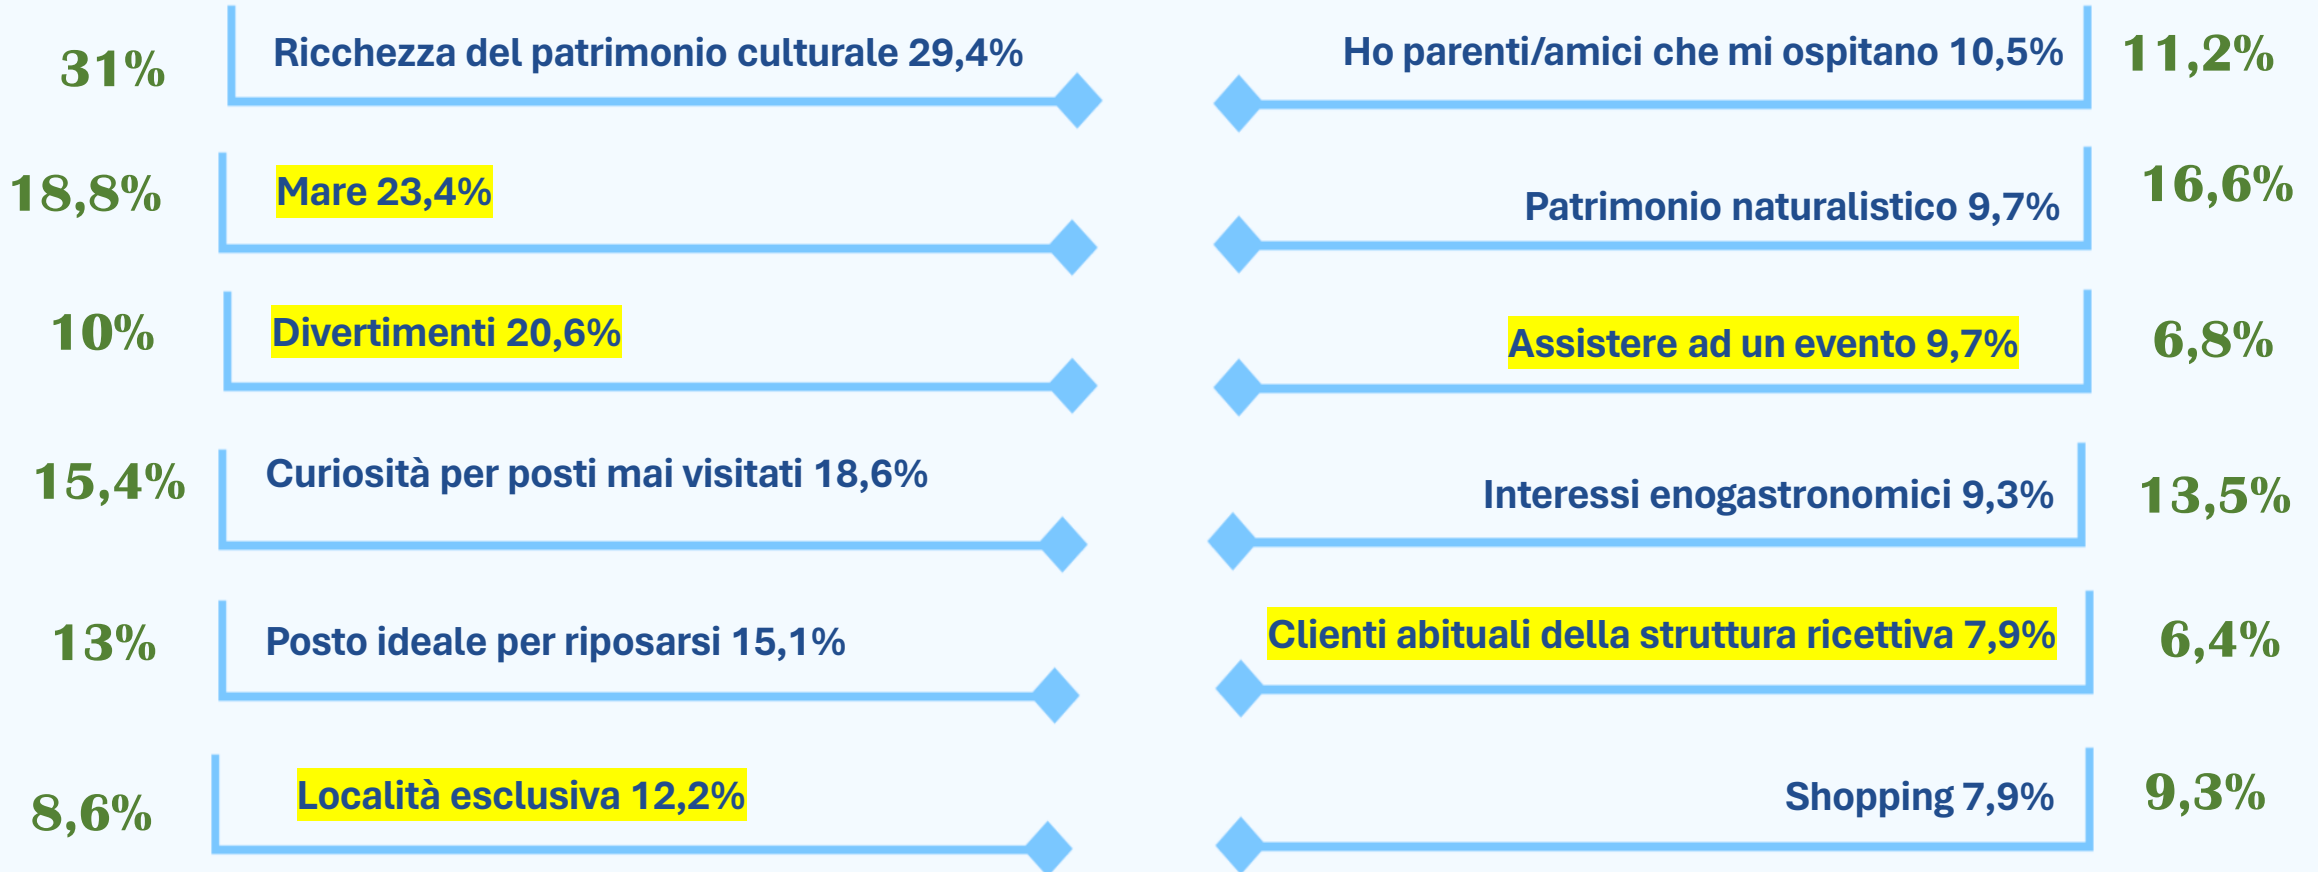 31%
Ricchezza del patrimonio culturale 29,4%
18,8%
Mare 23,4%
10%
Divertimenti 20,6%
15,4%
Curiosità per posti mai visitati 18,6%
13%
Posto ideale per riposarsi 15,1%
8,6%
Località esclusiva 12,2%
Ho parenti/amici che mi ospitano 10,5%
11,2%
Patrimonio naturalistico 9,7%
16,6%
Assistere ad un evento 9,7%
6,8%
Interessi enogastronomici 9,3%
13,5%
Clienti abituali della struttura ricettiva 7,9%
6,4%
Shopping 7,9%
9,3%